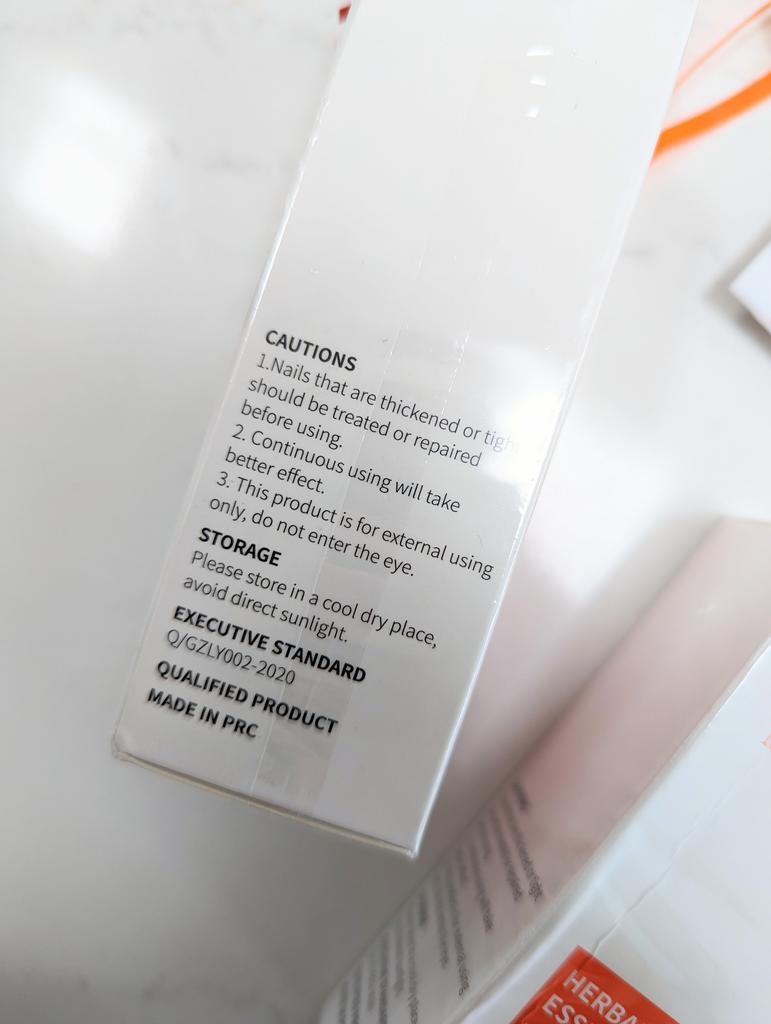 CAUTIONS
1.Nails that are thickened or
should be treated or repaired
before using.
2. Continuous using will take
better effect.
3. This product is for external using
only, do not enter the eye.
STORAGE
Please store in a cool dry place,
avoid direct sunlight.
EXECUTIVE STANDARD
Q/GZLY002-2020
QUALIFIED PRODUCT
MADE IN PRC